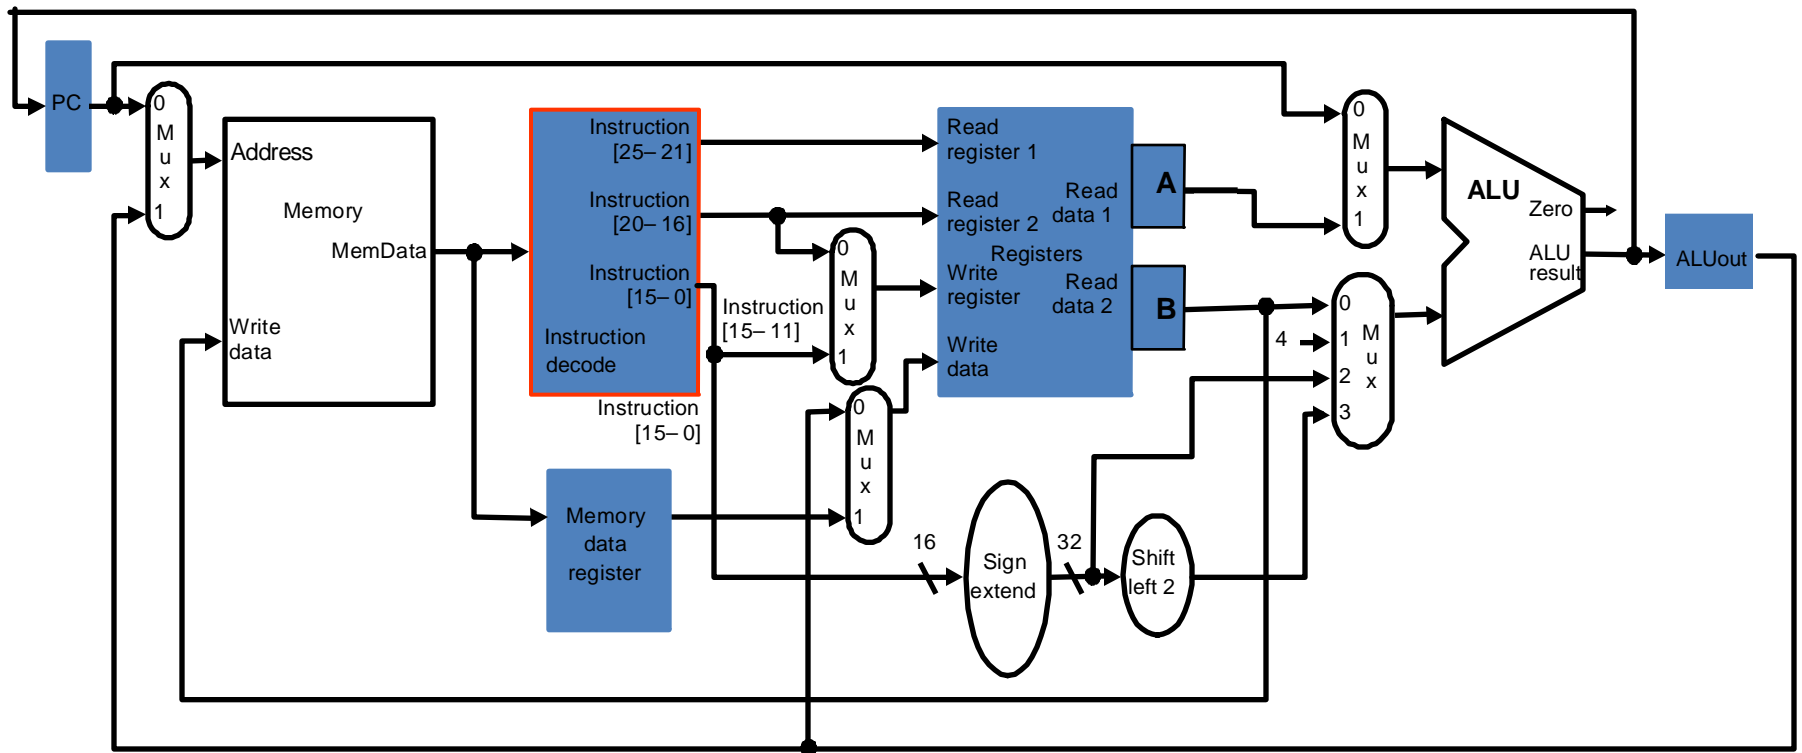 PC
0
M
u
x
1
Address
Memory
MemData
Write
data
Instruction
[25– 21]
Instruction
[20– 16]
Instruction
[15– 0]
Instruction
decode
Instruction
[15– 11]
Instruction
[15– 0]
0
M
u
x
1
0
M
u
x
1
Memory
data
register
Read
register 1
Read
register 2
Registers
Write
register
Write
data
Read
data 1
Read
data 2
A
B
16
Sign
extend
32
Shift
left 2
0
M
u
x
1
4
0
1
2
3
M
u
x
ALU
Zero
ALU
result
ALUout